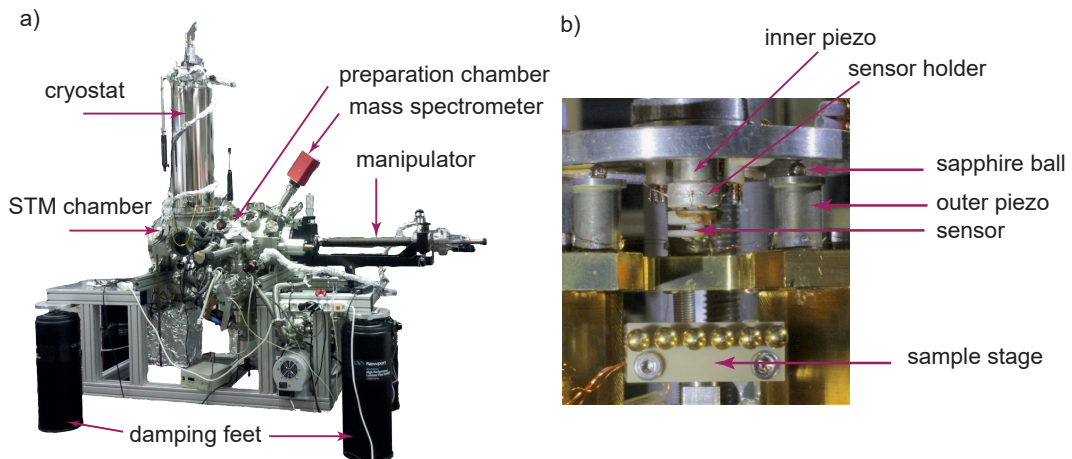 a)
cryostat
preparation chamber
mass spectrometer
manipulator
STM chamber
damping feet
Newport
b)
inner piezo
sensor holder
sapphire ball
outer piezo
sensor
sample stage